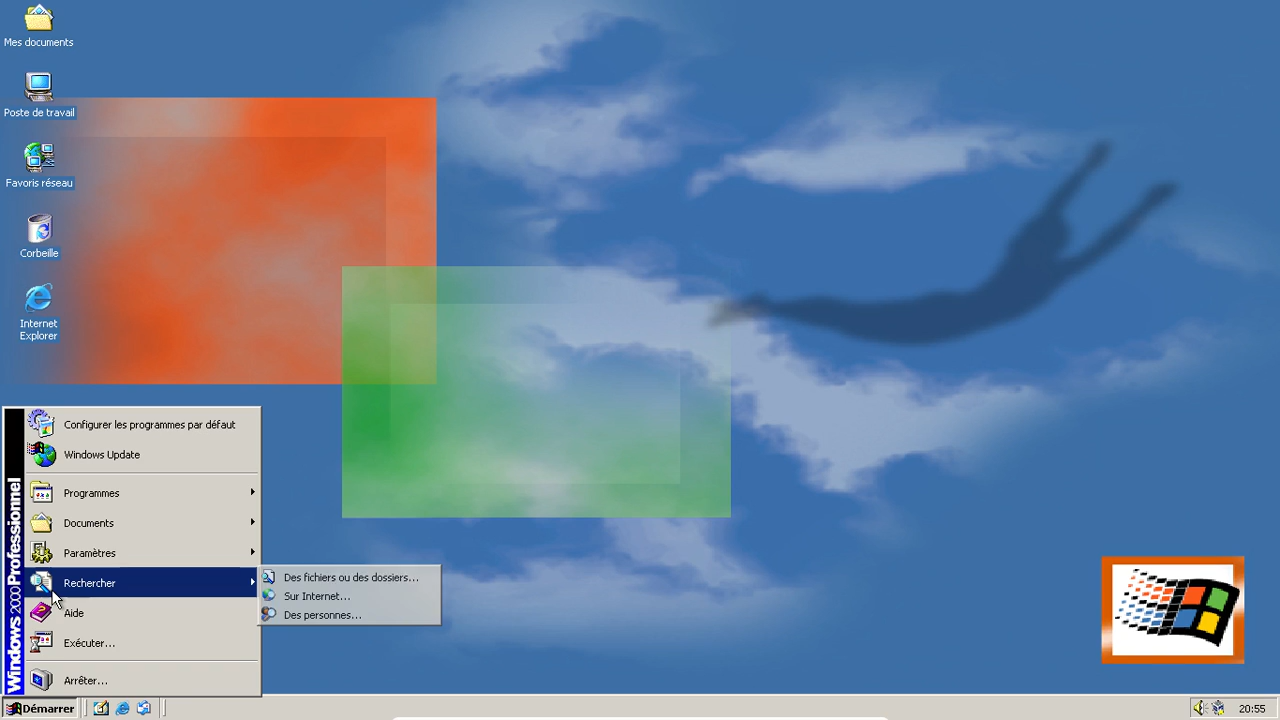 Mes documents
Poste de travail
Favoris réseau
Corbeille
Internet
Explorer
Windows 2000 Professionnel
Configurer les programmes par défaut
Windows Update
Programmes
Documents
Paramètres
Rechercher
Des fichiers ou des dossiers...
Sur Internet...
Des personnes...
Aide
Exécuter...
Arrêter...
Démarrer
20:55